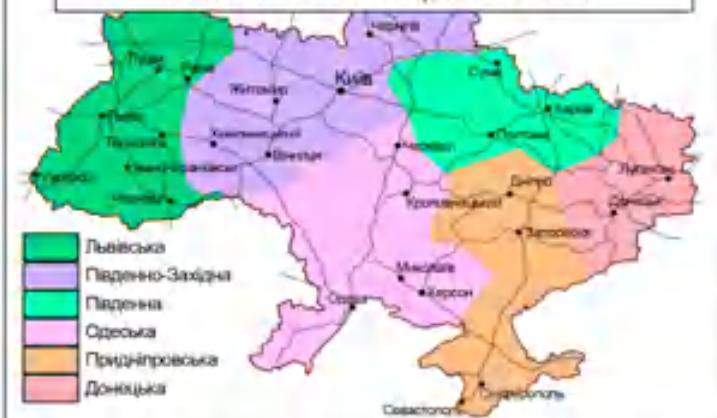 Чернігів
Луцьк
Рівне
Київ
Суми
Житомир
Львів
Харків
Тернопіль
Хмельницький
Полтава
Вінниця
Черкаси
Івано-Франківськ
Луганськ
Ужгород
Чернівці
Кропивницький
Дніпро
Донецьк
Запоріжжя
Миколаїв
Херсон
Одеса
Сімферополь
Севастополь
Львівська
Південно-Західна
Південна
Одеська
Придніпровська
Донецька